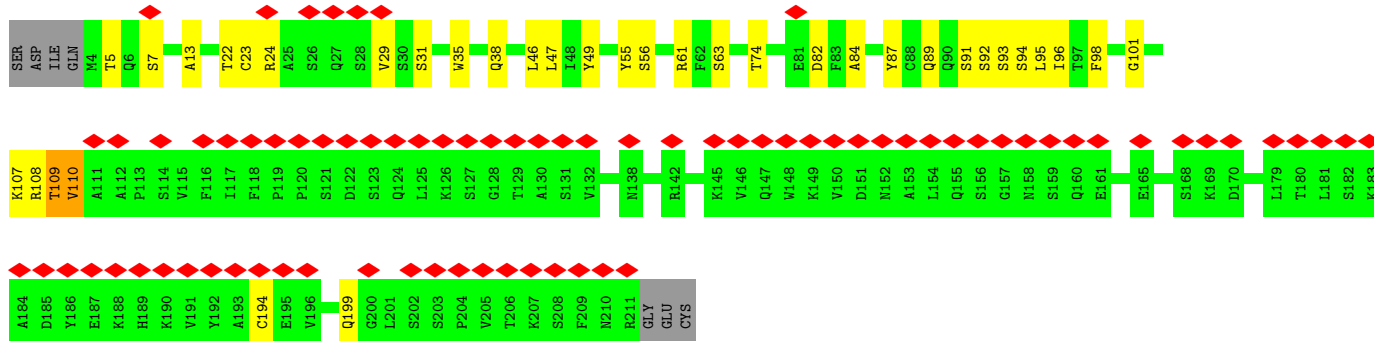 SER ASP ILE GLN M4 T5 Q6 S7 A13 T22 C23 R24 A25 S26 Q27 S28 V29 S30 S31 W35 Q38 L46 L47 I48 Y49 Y55 S56 R61 F62 S63 T74 E81 D82 F83 A84 Y87 C88 Q89 Q90 S91 S92 S93 S94 L95 I96 T97 F98 G101
K107 R108 T109 V110 A111 A112 P113 S114 V115 F116 I117 F118 P119 P120 S121 D122 S123 Q124 L125 K126 S127 G128 T129 A130 S131 V132 N138 R142 K145 V146 Q147 W148 K149 V150 D151 N152 A153 L154 Q155 S156 G157 N158 S159 Q160 E161 E165 S168 K169 D170 L179 T180 L181 S182 K183
A184 D185 Y186 E187 K188 H189 K190 V191 Y192 A193 C194 E195 V196 Q199 G200 L201 S202 S203 P204 V205 T206 K207 S208 F209 N210 R211 GLY GLU CYS